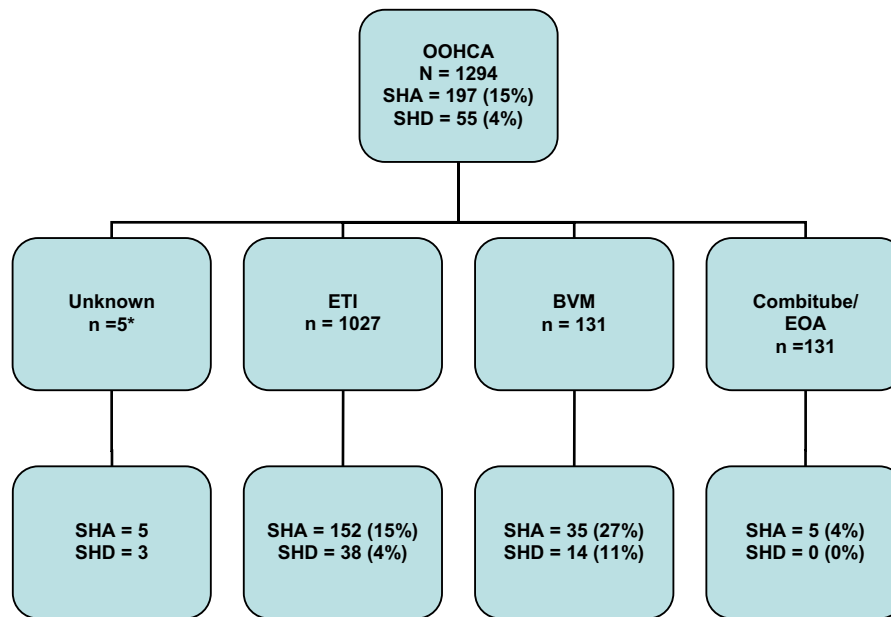 OOHCA
N = 1294
SHA = 197 (15%)
SHD = 55 (4%)
Unknown
n =5*
ETI
n = 1027
BVM
n = 131
Combitube/
EOA
n =131
SHA = 5
SHD = 3
SHA = 152 (15%)
SHD = 38 (4%)
SHA = 35 (27%)
SHD = 14 (11%)
SHA = 5 (4%)
SHD = 0 (0%)